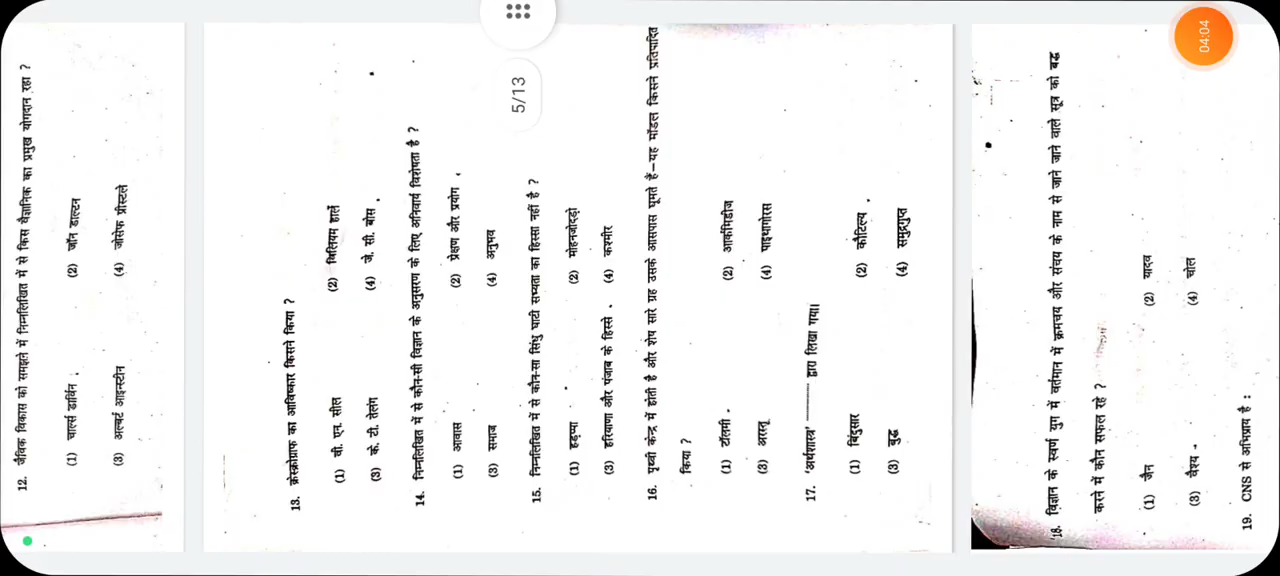 12. जैविक विकास को समझने में निम्नलिखित में से किस वैज्ञानिक का प्रमुख योगदान रहा ?
(1) चार्ल्स डार्विन (2) जॉन डाल्टन
(3) अल्बर्ट आइन्स्टीन (4) जोसेफ प्रीस्टले
13. क्रेस्कोग्राफ का आविष्कार किसने किया ?
(1) बी. एन. सील (2) विलियम हार्ले
(3) के. टी. तेलंग (4) जे. सी. बोस
14. निम्नलिखित में से कौन-सी विज्ञान के अनुसरण के लिए अनिवार्य विशेषता है ?
(1) आवास (2) प्रेक्षण और प्रयोग
(3) समाज (4) अनुभव
15. निम्नलिखित में से कौन-सा सिंधु घाटी सभ्यता का हिस्सा नहीं है ?
(1) हड़प्पा (2) मोहनजोदड़ो
(3) हरियाणा और पंजाब के हिस्से (4) कश्मीर
16. पृथ्वी केन्द्र में होती है और शेष सारे ग्रह उसके आसपास घूमते हैं—यह मॉडल किसने प्रतिपादित
किया ?
(1) टॉलमी (2) आर्कीमिडीज
(3) अरस्तू (4) पाइथागोरस
17. 'अर्थशास्त्र' ———— द्वारा लिखा गया।
(1) बिंदुसार (2) कौटिल्य
(3) बुद्ध (4) समुद्रगुप्त
18. विज्ञान के स्वर्ण युग में वर्तमान में क्रमचय और संचय के नाम से जाने जाने वाले सूत्र को बद्ध
करने में कौन सफल रहे ?
(1) जैन (2) यादव
(3) वैश्य (4) चोल
19. CNS से अभिप्राय है :
5/13
04:04